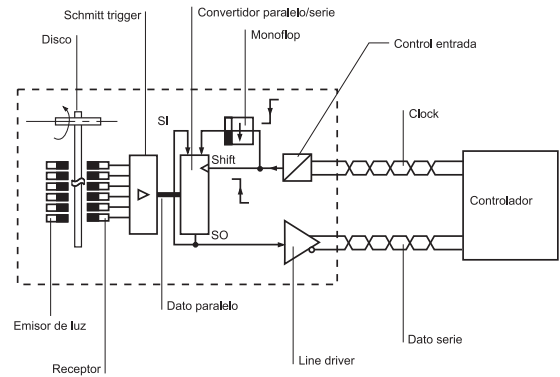 Schmitt trigger
Convertidor paralelo/serie
Disco
Monoflop
Control entrada
SI
Clock
Shift
Controlador
SO
Dato paralelo
Emisor de luz
Receptor
Line driver
Dato serie